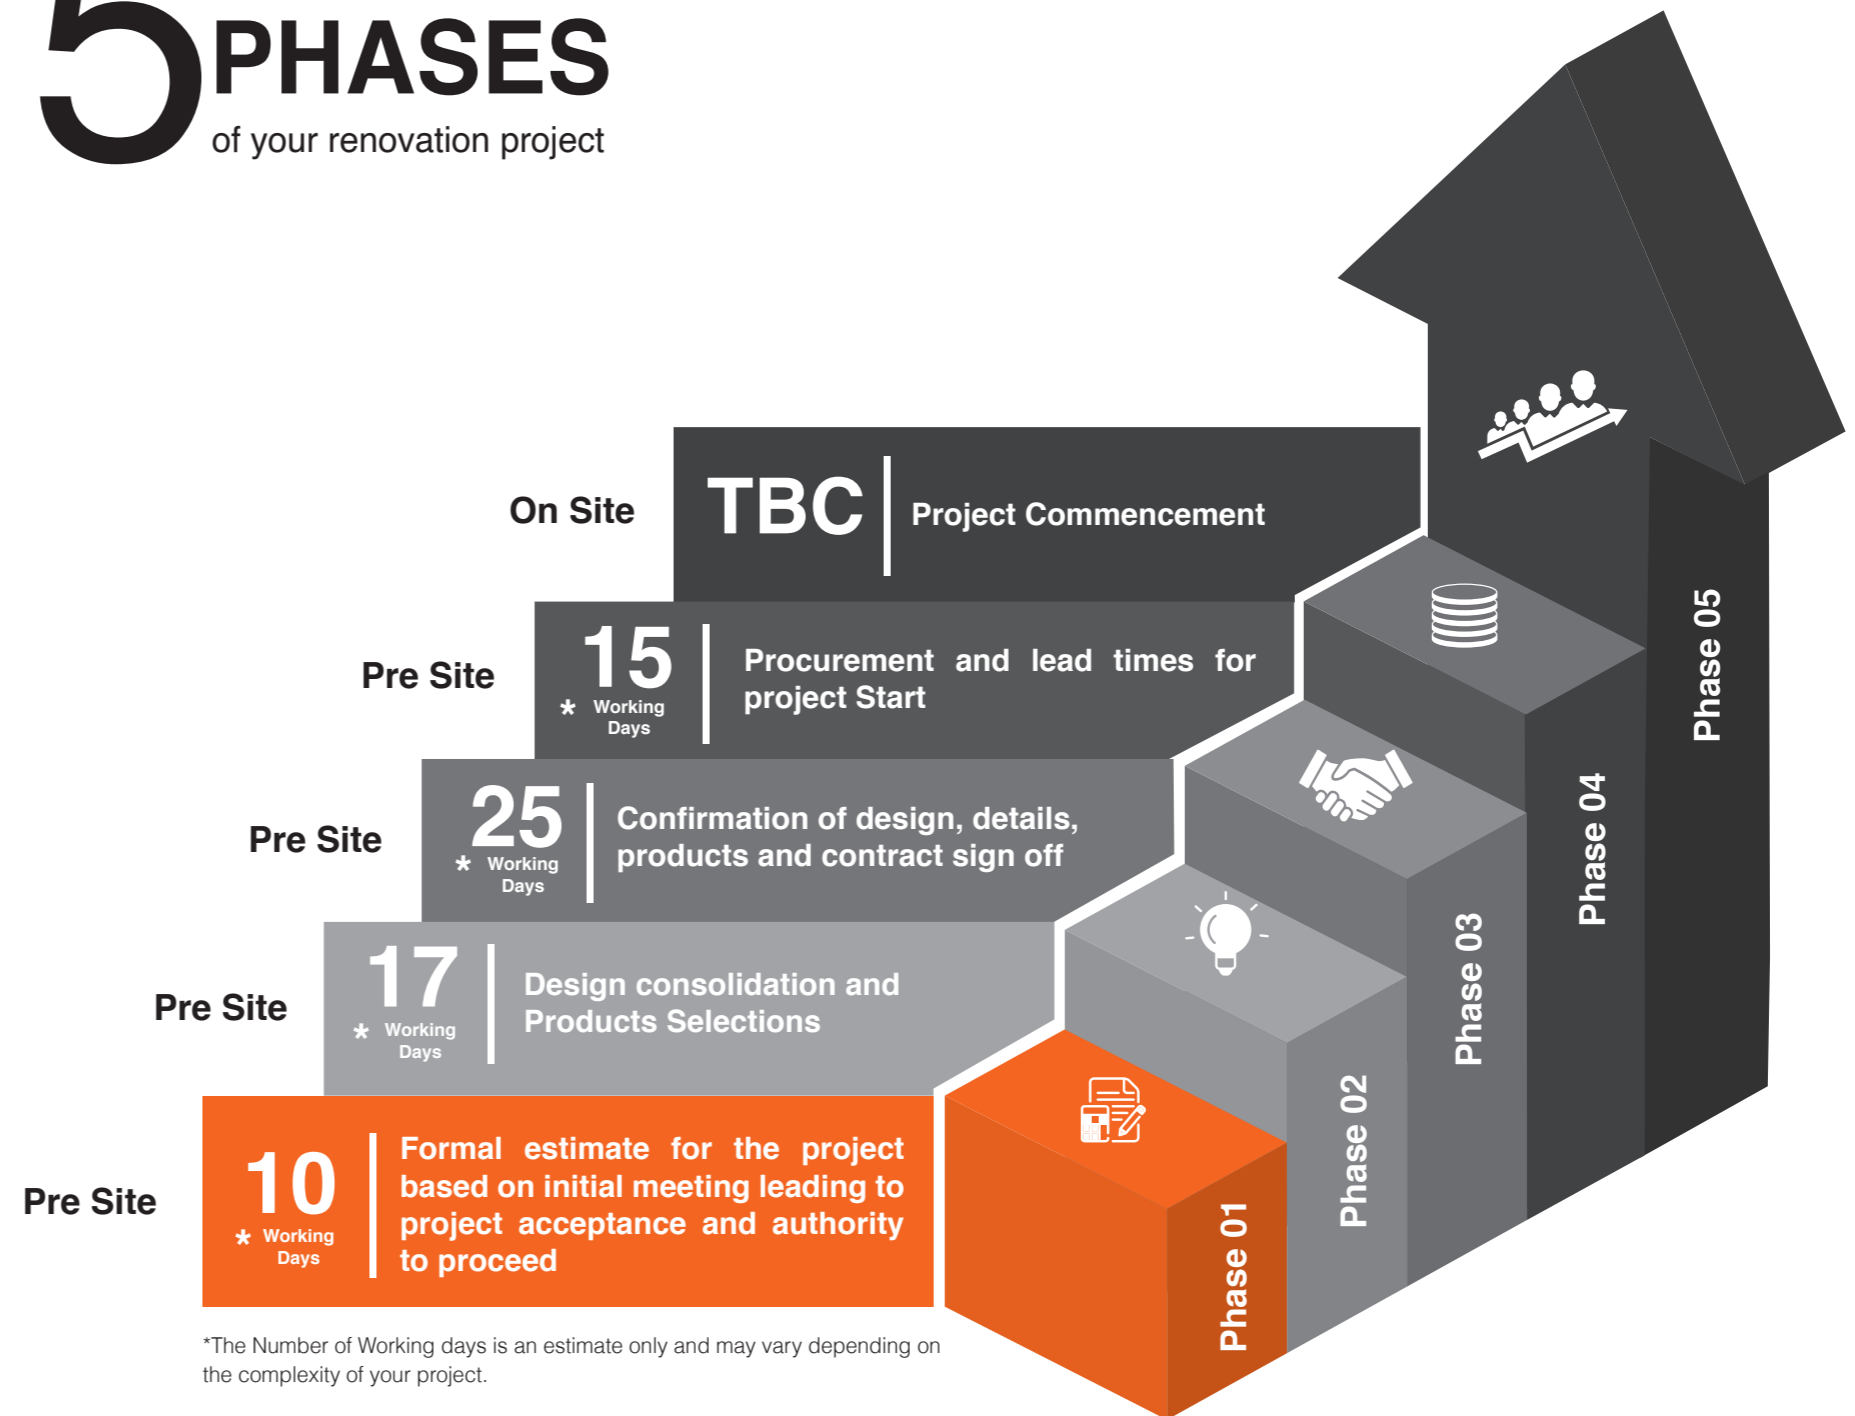 5 PHASES
of your renovation project
On Site
TBC
Project Commencement
Pre Site
15
* Working
Days
Procurement and lead times for
project Start
Pre Site
25
* Working
Days
Confirmation of design, details,
products and contract sign off
Pre Site
17
* Working
Days
Design consolidation and
Products Selections
Pre Site
10
* Working
Days
Formal estimate for the project
based on initial meeting leading to
project acceptance and authority
to proceed
Phase 01
Phase 02
Phase 03
Phase 04
Phase 05
*The Number of Working days is an estimate only and may vary depending on
the complexity of your project.